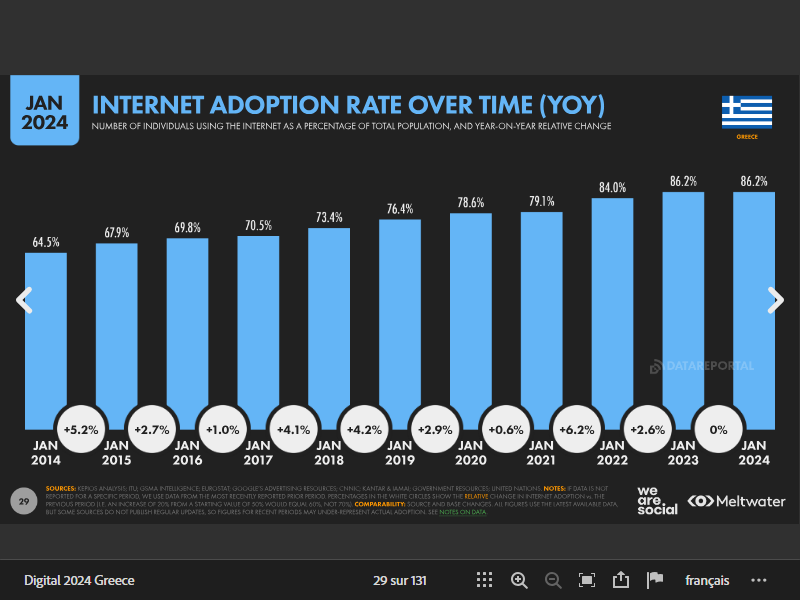 JAN
2024
INTERNET ADOPTION RATE OVER TIME (YOY)
NUMBER OF INDIVIDUALS USING THE INTERNET AS A PERCENTAGE OF TOTAL POPULATION, AND YEAR-ON-YEAR RELATIVE CHANGE
GREECE
64.5%
67.9%
69.8%
70.5%
73.4%
76.4%
78.6%
79.1%
84.0%
86.2%
86.2%
DATAREPORTAL
+5.2%
+2.7%
+1.0%
+4.1%
+4.2%
+2.9%
+0.6%
+6.2%
+2.6%
0%
JAN 2014
JAN 2015
JAN 2016
JAN 2017
JAN 2018
JAN 2019
JAN 2020
JAN 2021
JAN 2022
JAN 2023
JAN 2024
29
SOURCES: KEPIOS ANALYSIS; ITU; GSMA INTELLIGENCE; EUROSTAT; GOOGLE'S ADVERTISING RESOURCES; CNNIC; KANTAR & IAMAI; GOVERNMENT RESOURCES; UNITED NATIONS. NOTES: IF DATA IS NOT
REPORTED FOR A SPECIFIC PERIOD, WE USE DATA FROM THE MOST RECENTLY REPORTED PRIOR PERIOD. PERCENTAGES IN THE WHITE CIRCLES SHOW THE RELATIVE CHANGE IN INTERNET ADOPTION vs. THE
PREVIOUS PERIOD (I.E. AN INCREASE OF 20% FROM A STARTING VALUE OF 50% WOULD EQUAL 60%, NOT 70%). COMPARABILITY: SOURCE AND BASE CHANGES. ALL FIGURES USE THE LATEST AVAILABLE DATA,
BUT SOME SOURCES DO NOT PUBLISH REGULAR UPDATES, SO FIGURES FOR RECENT PERIODS MAY UNDER-REPRESENT ACTUAL ADOPTION. SEE NOTES ON DATA.
we
are.
social
Meltwater
Digital 2024 Greece
29 sur 131
français